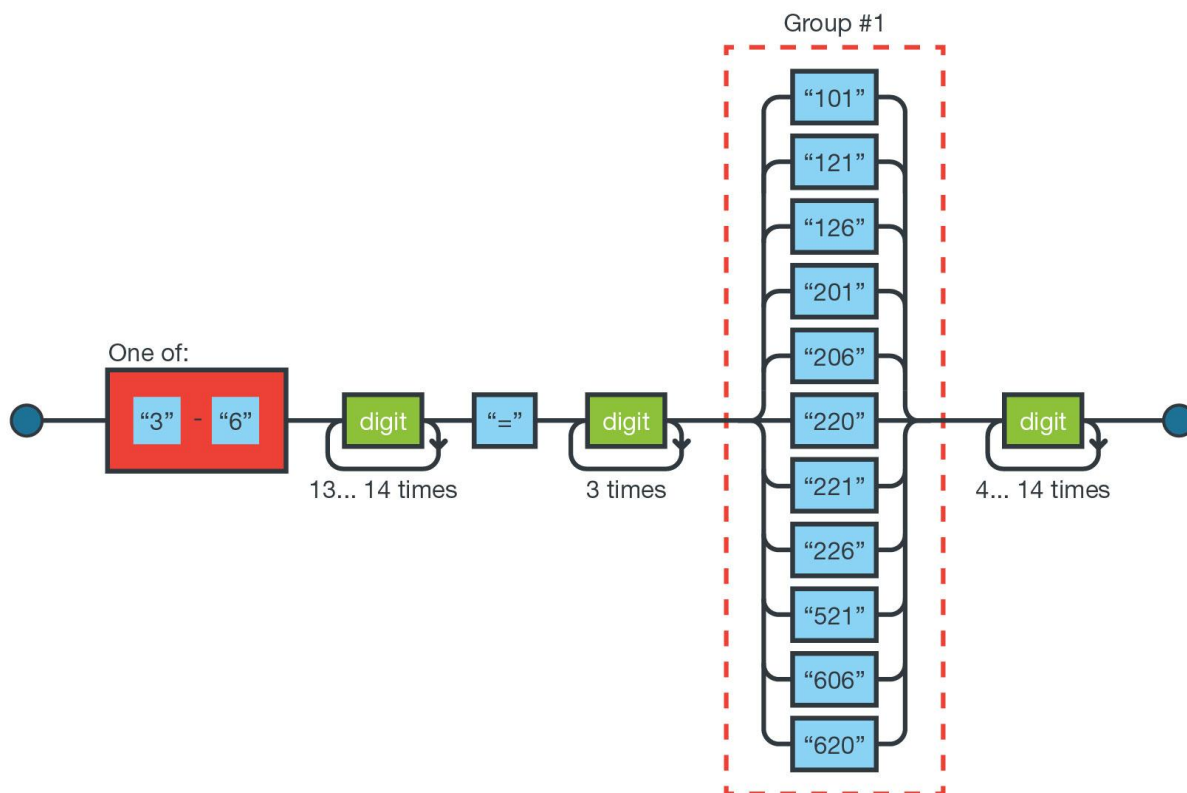 Group #1
“101”
“121”
“126”
“201”
“206”
One of:
“3” - “6”
digit
“=”
digit
“220”
digit
13... 14 times
3 times
4... 14 times
“221”
“226”
“521”
“606”
“620”